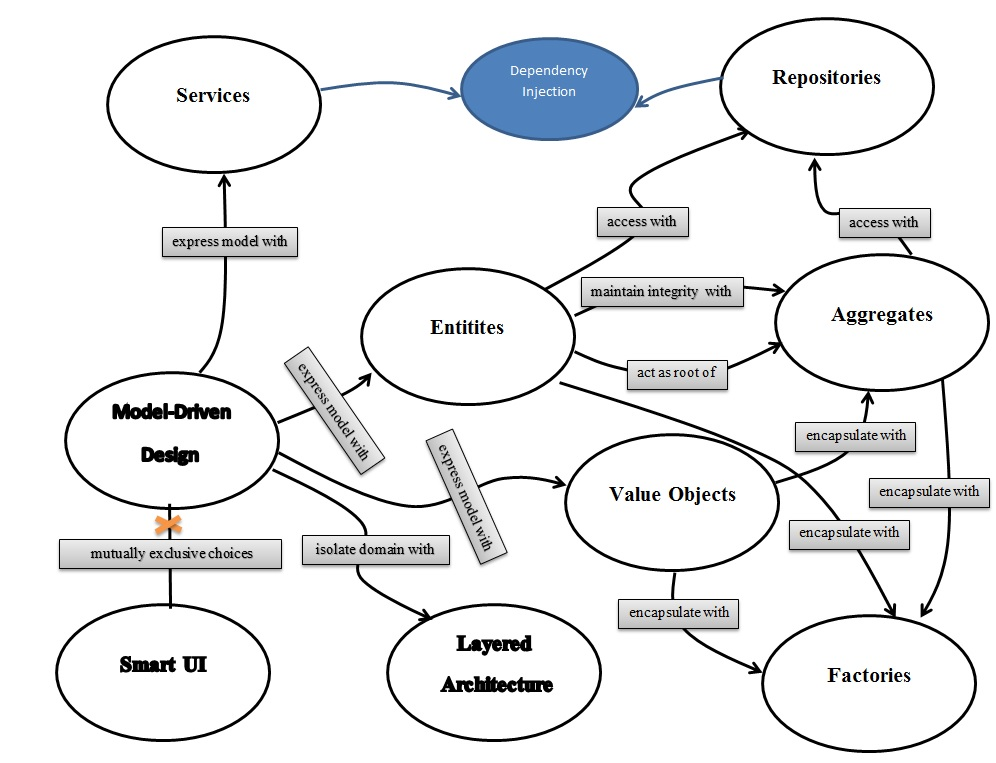 Services
Dependency
Injection
Repositories
access with
access with
express model with
maintain integrity with
Entitites
Aggregates
act as root of
express model with
Model-Driven
Design
encapsulate with
express model with
Value Objects
encapsulate with
encapsulate with
mutually exclusive choices
isolate domain with
encapsulate with
Smart UI
Layered
Architecture
Factories